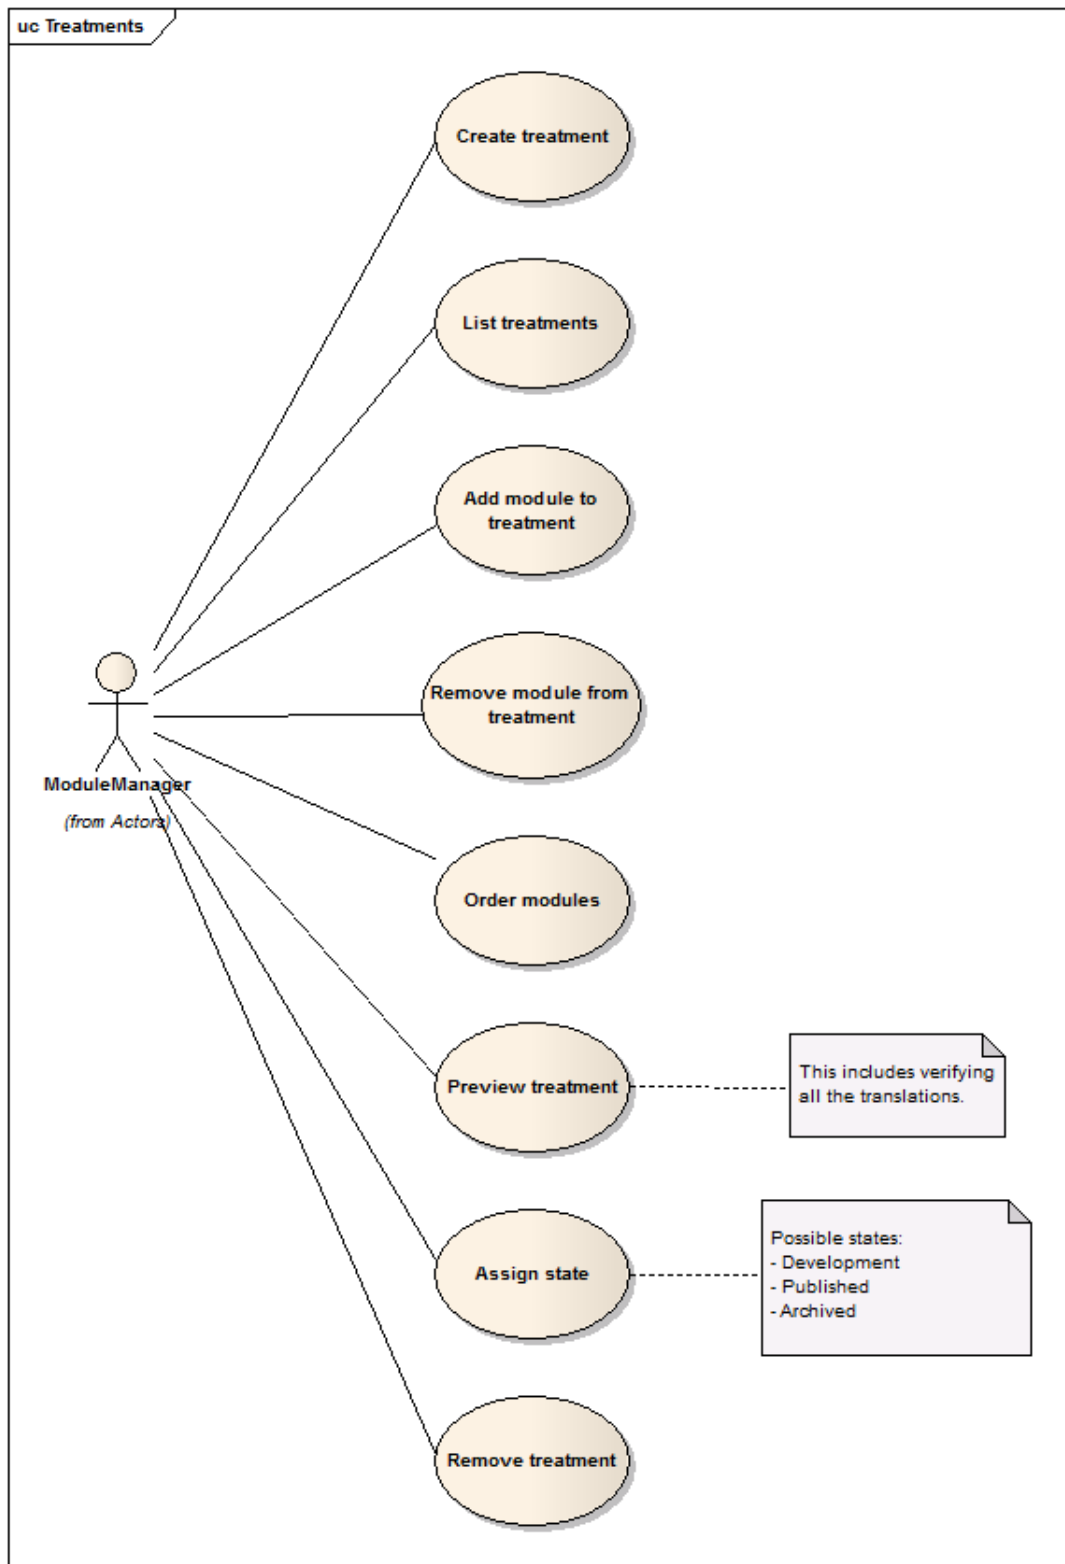 uc Treatments
Create treatment
List treatments
Add module to
treatment
Remove module from
treatment
ModuleManager
(from Actors)
Order modules
Preview treatment
This includes verifying
all the translations.
Assign state
Possible states:
- Development
- Published
- Archived
Remove treatment